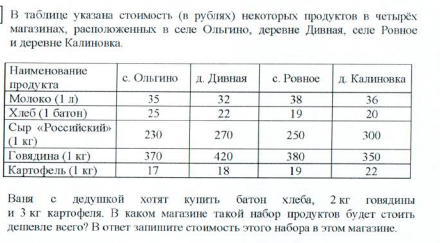 В таблице указана стоимость (в рублях) некоторых продуктов в четырёх
магазинах, расположенных в селе Ольгино, деревне Дивная, селе Ровное
и деревне Калиновка.
Наименование продукта с. Ольгино д. Дивная с. Ровное д. Калиновка
Молоко (1 л) 35 32 38 36
Хлеб (1 батон) 25 22 19 20
Сыр «Российский» (1 кг) 230 270 250 300
Говядина (1 кг) 370 420 380 350
Картофель (1 кг) 17 18 19 22
Ваня с дедушкой хотят купить батон хлеба, 2 кг говядины
и 3 кг картофеля. В каком магазине такой набор продуктов будет стоить
дешевле всего? В ответ запишите стоимость этого набора в этом магазине.